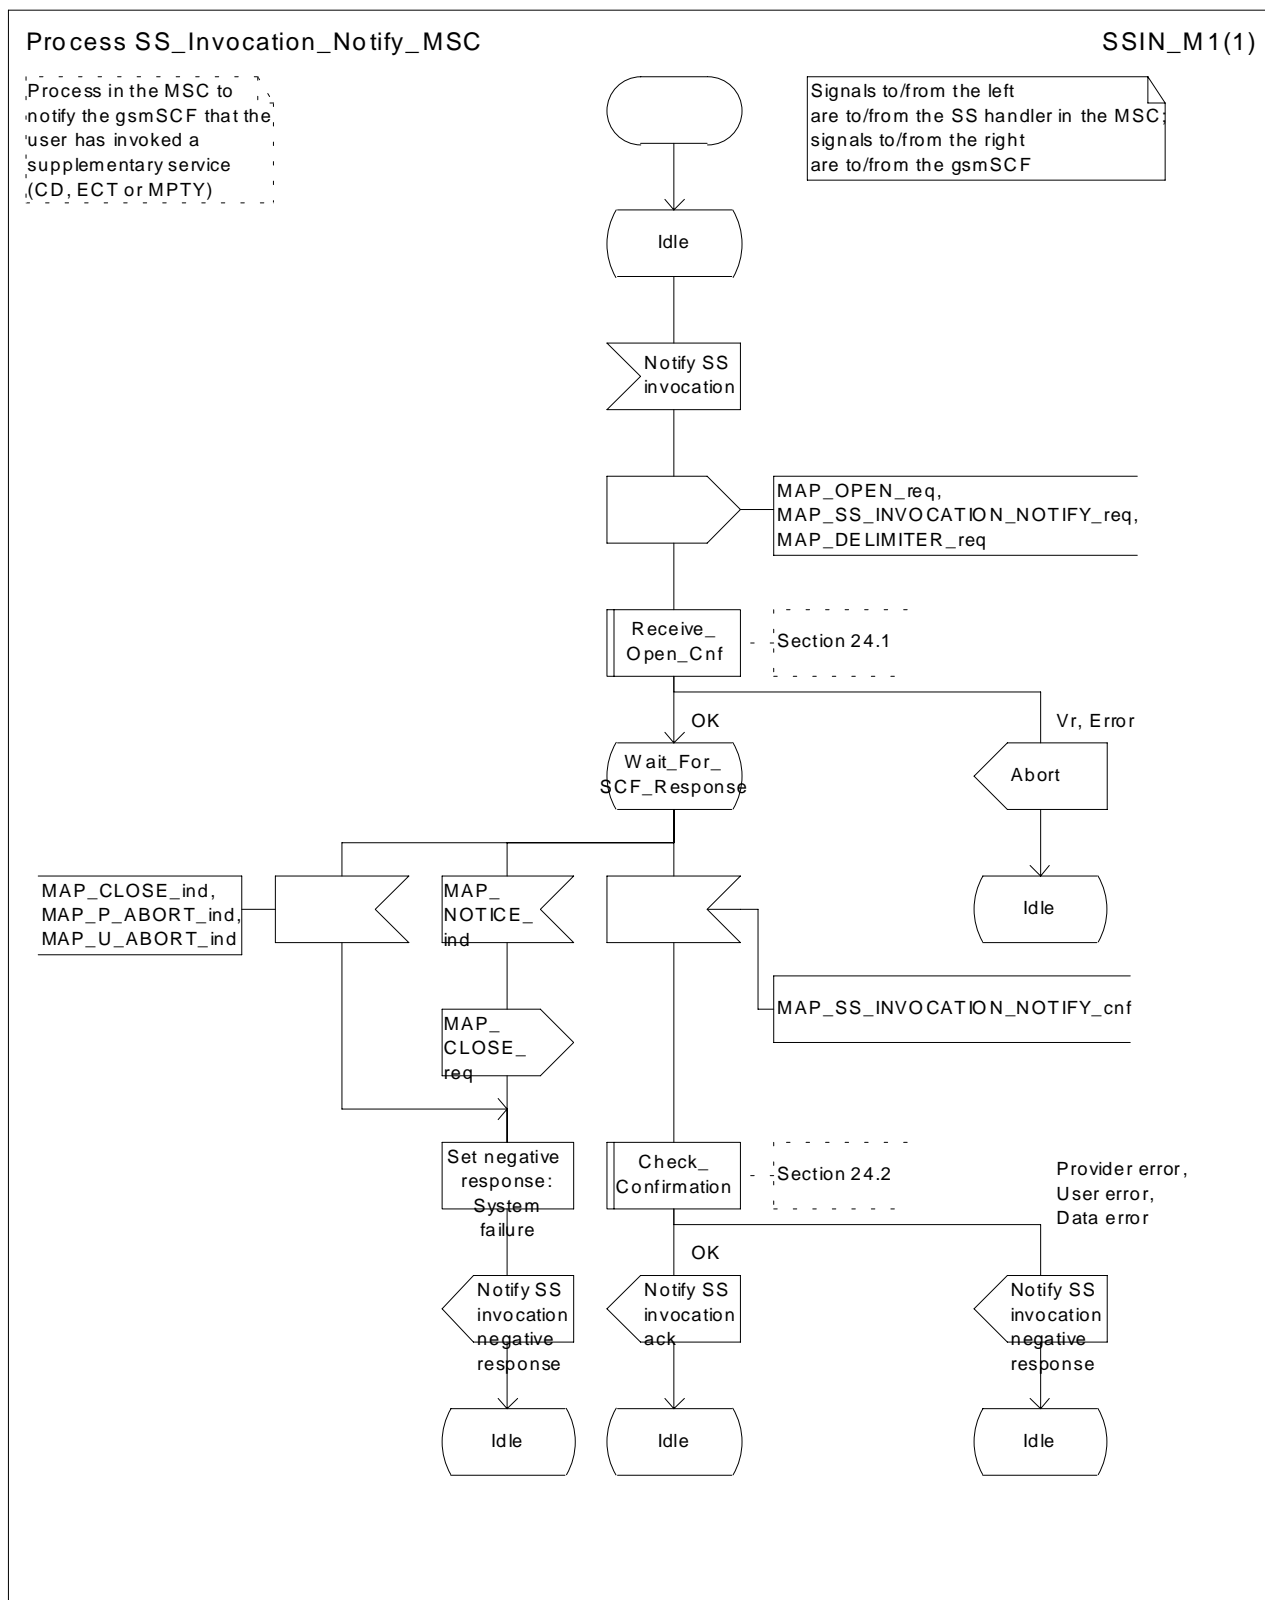 Process SS_Invocation_Notify_MSC
SSIN_M1(1)
Process in the MSC to
notify the gsmSCF that the
user has invoked a
supplementary service
(CD, ECT or MPTY)
Signals to/from the left
are to/from the SS handler in the MSC;
signals to/from the right
are to/from the gsmSCF
Idle
Notify SS
invocation
MAP_OPEN_req,
MAP_SS_INVOCATION_NOTIFY_req,
MAP_DELIMITER_req
Receive_
Open_Cnf
Section 24.1
OK
Vr, Error
Wait_For_
SCF_Response
Abort
MAP_CLOSE_ind,
MAP_P_ABORT_ind,
MAP_U_ABORT_ind
MAP_
NOTICE_
ind
Idle
MAP_SS_INVOCATION_NOTIFY_cnf
MAP_
CLOSE_
req
Set negative
response:
System
failure
Check_
Confirmation
Section 24.2
Provider error,
User error,
Data error
OK
Notify SS
invocation
negative
response
Notify SS
invocation
ack
Notify SS
invocation
negative
response
Idle
Idle
Idle